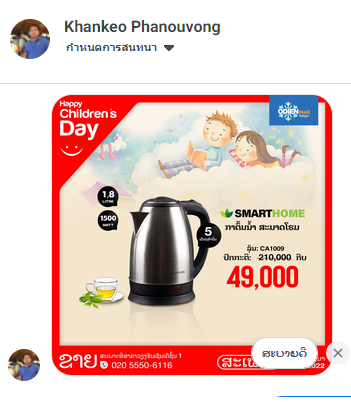 Khankeo Phanouvong
กำหนดการสนทนา
Happy
Children's
Day
ODIENMall
1,8
LITRE
1500
WATT
5
SMARTHOME
ກາຕົ້ມນ້ຳ ສະມາດໂຮມ
ລຸ້ນ: CA1009
ປົກກະຕິ: 210,000 ກີບ
49,000
ຂາຍ
020 5550-6116
ສະບາຍດີ
2022